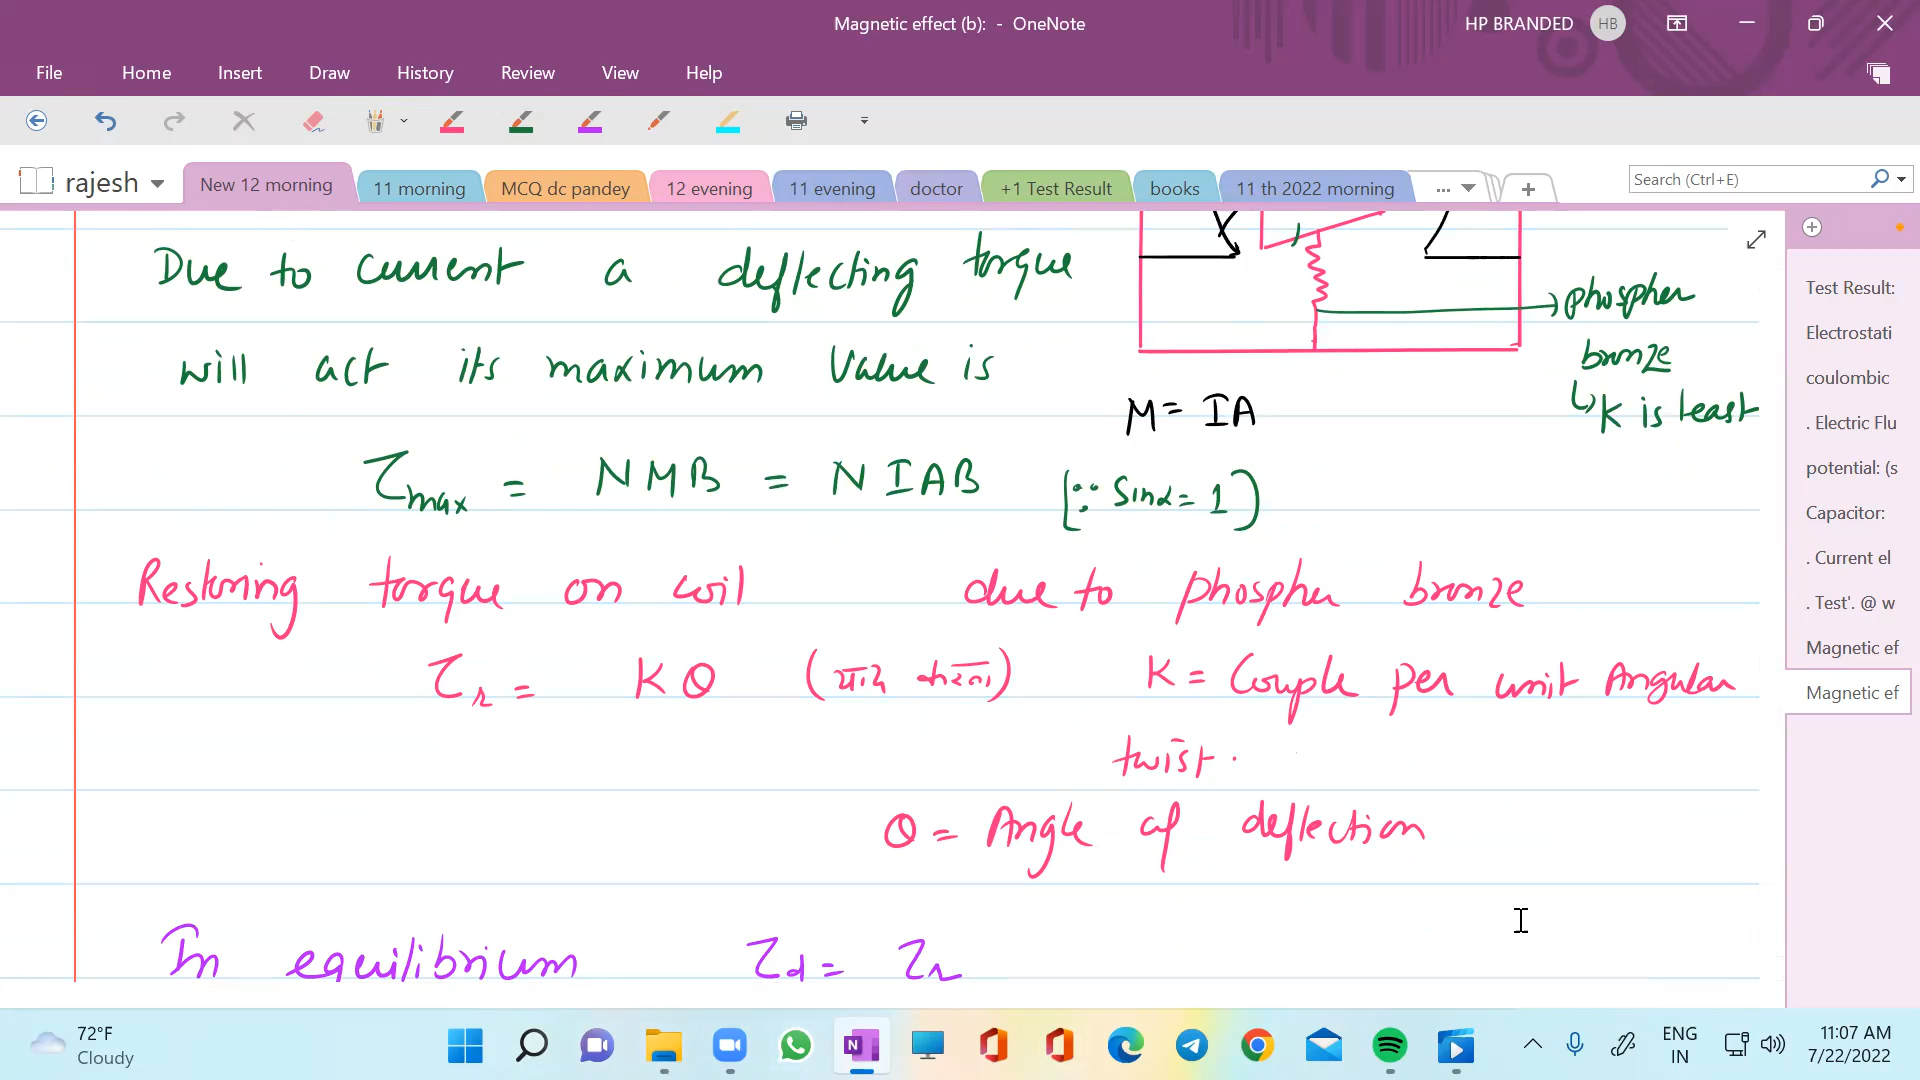 Magnetic effect (b): - OneNote
HP BRANDED HB
File Home Insert Draw History Review View Help
rajesh New 12 morning 11 morning MCQ dc pandey 12 evening 11 evening doctor +1 Test Result books 11 th 2022 morning ...
Search (Ctrl+E)
Due to current a deflecting torque
will act its maximum Value is
τmax = NMB = NIAB [∵ Sinα = 1)
M = IA
phospher
bronze
↳ K is least
Restoring torque on coil due to phospher bronze
τr = Kθ
K = Couple per unit Angular
twist.
θ = Angle of deflection
In equilibrium τd = τr
Test Result:
Electrostati
coulombic
. Electric Flu
potential: (s
Capacitor:
. Current el
. Test'. @ w
Magnetic ef
Magnetic ef
72°F
Cloudy
ENG
IN
11:07 AM
7/22/2022